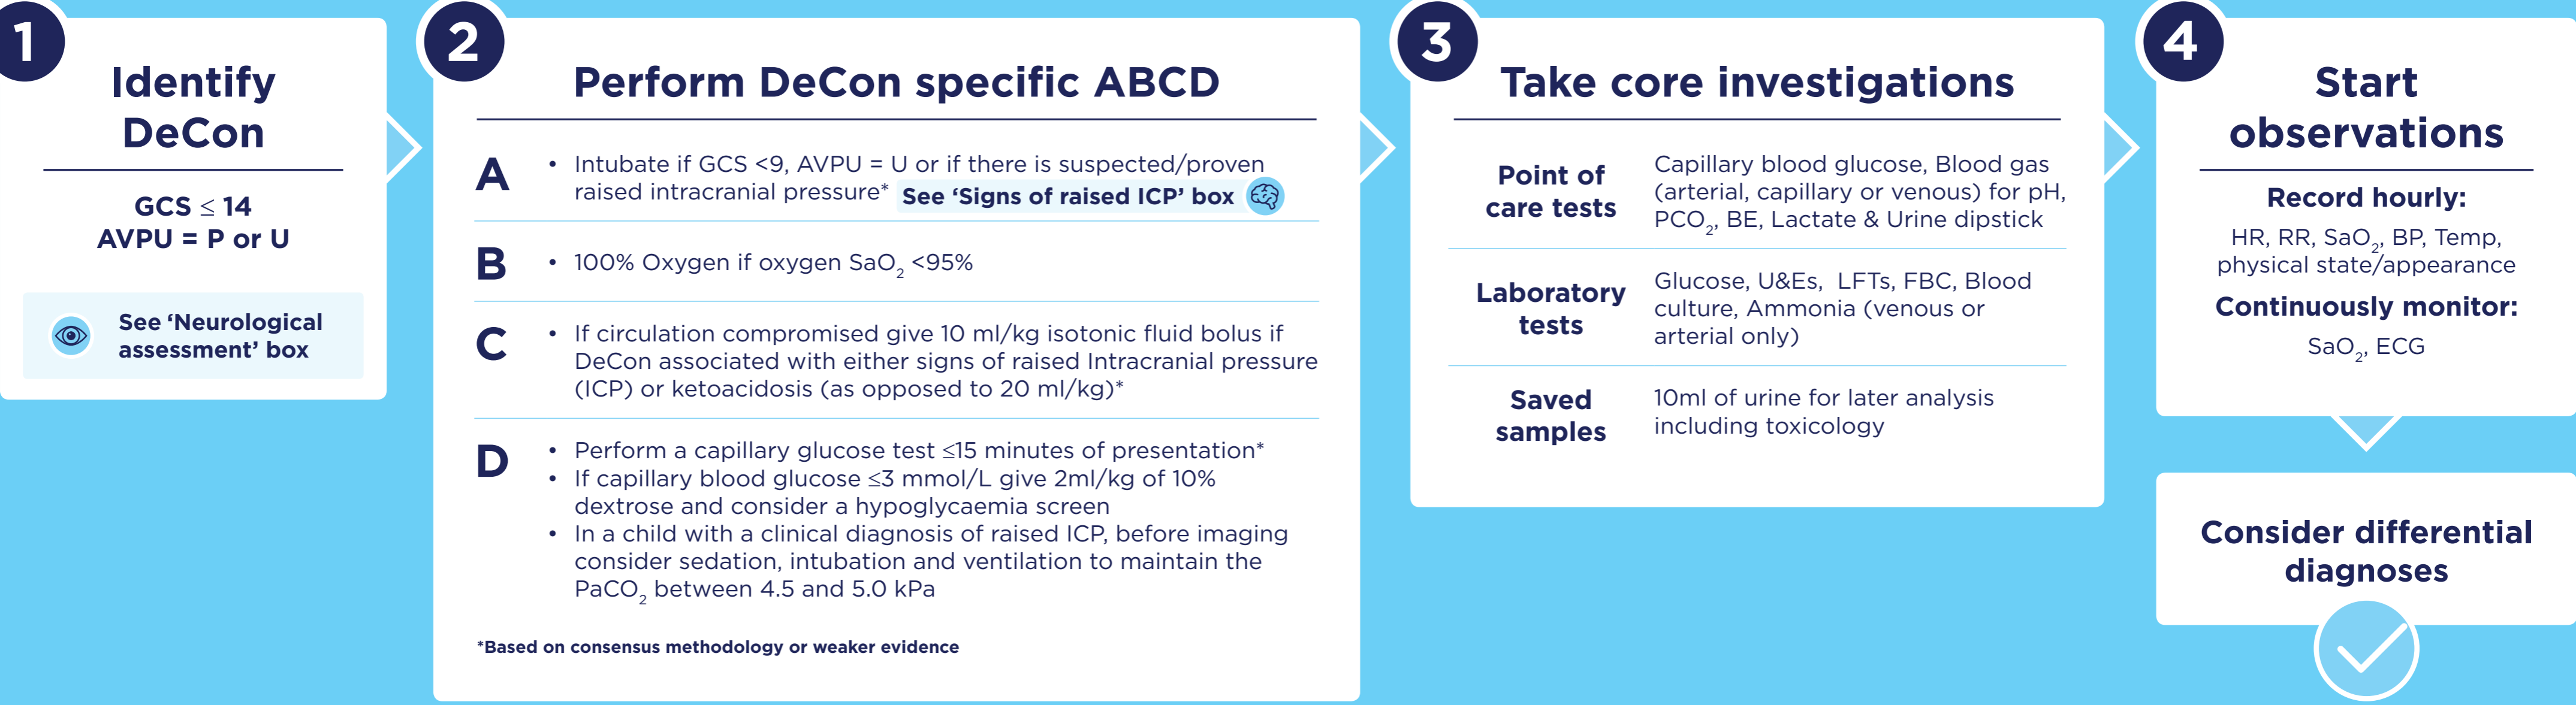 1
Identify
DeCon
GCS ≤ 14
AVPU = P or U
See ‘Neurological
assessment’ box
2
Perform DeCon specific ABCD
A
• Intubate if GCS <9, AVPU = U or if there is suspected/proven
raised intracranial pressure* See ‘Signs of raised ICP’ box
B
• 100% Oxygen if oxygen SaO₂ <95%
C
• If circulation compromised give 10 ml/kg isotonic fluid bolus if
DeCon associated with either signs of raised Intracranial pressure
(ICP) or ketoacidosis (as opposed to 20 ml/kg)*
D
• Perform a capillary glucose test ≤15 minutes of presentation*
• If capillary blood glucose ≤3 mmol/L give 2ml/kg of 10%
dextrose and consider a hypoglycaemia screen
• In a child with a clinical diagnosis of raised ICP, before imaging
consider sedation, intubation and ventilation to maintain the
PaCO₂ between 4.5 and 5.0 kPa
*Based on consensus methodology or weaker evidence
3
Take core investigations
Point of
care tests
Capillary blood glucose, Blood gas
(arterial, capillary or venous) for pH,
PCO₂, BE, Lactate & Urine dipstick
Laboratory
tests
Glucose, U&Es, LFTs, FBC, Blood
culture, Ammonia (venous or
arterial only)
Saved
samples
10ml of urine for later analysis
including toxicology
4
Start
observations
Record hourly:
HR, RR, SaO₂, BP, Temp,
physical state/appearance
Continuously monitor:
SaO₂, ECG
Consider differential
diagnoses